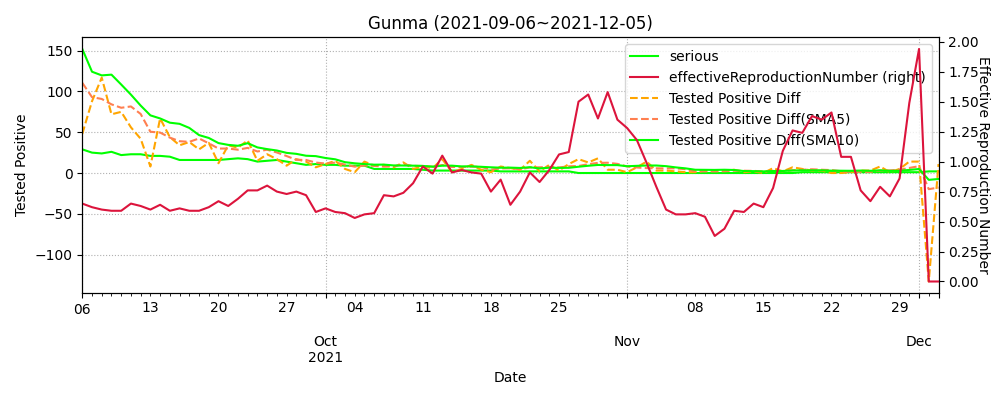 Gunma (2021-09-06~2021-12-05)
Tested Positive
150
100
50
0
−50
−100
2.00
1.75
1.50
1.25
1.00
0.75
0.50
0.25
0.00
Effective Reproduction Number
serious
effectiveReproductionNumber (right)
Tested Positive Diff
Tested Positive Diff(SMA5)
Tested Positive Diff(SMA10)
06 13 20 27 04 11 18 25 08 15 22 29
Oct Nov Dec
2021
Date